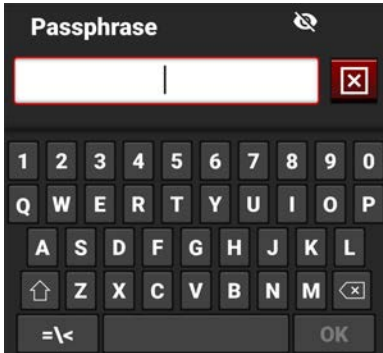 Passphrase
1 2 3 4 5 6 7 8 9 0
Q W E R T Y U I O P
A S D F G H J K L
Z X C V B N M
=\< OK